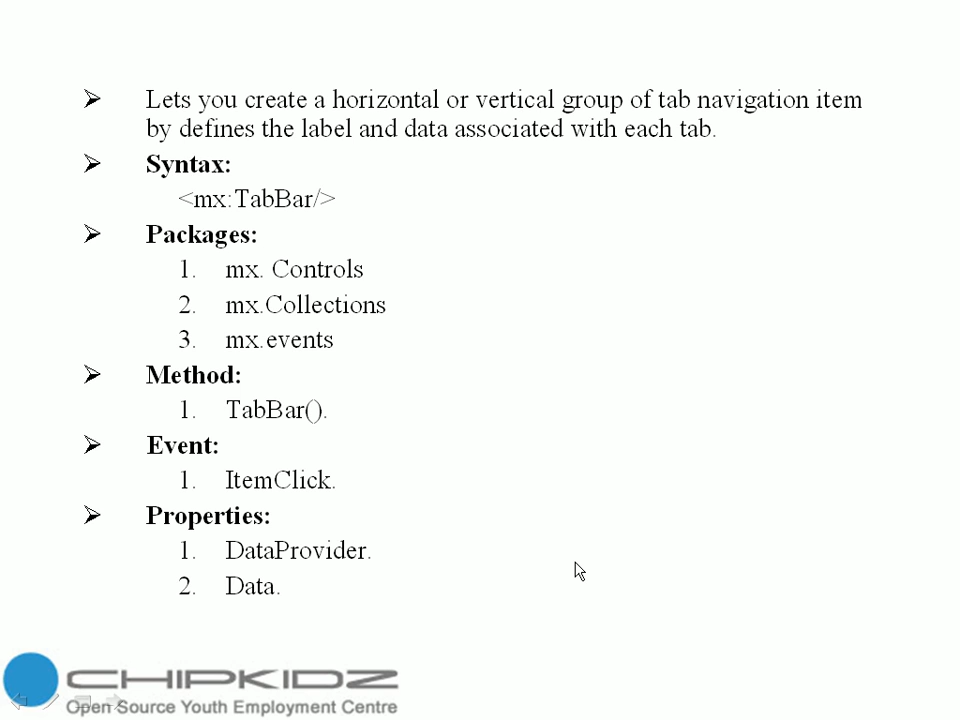 Lets you create a horizontal or vertical group of tab navigation item
by defines the label and data associated with each tab.
Syntax:
<mx:TabBar/>
Packages:
1. mx. Controls
2. mx.Collections
3. mx.events
Method:
1. TabBar().
Event:
1. ItemClick.
Properties:
1. DataProvider.
2. Data.
CHIPKIDZ
Open Source Youth Employment Centre